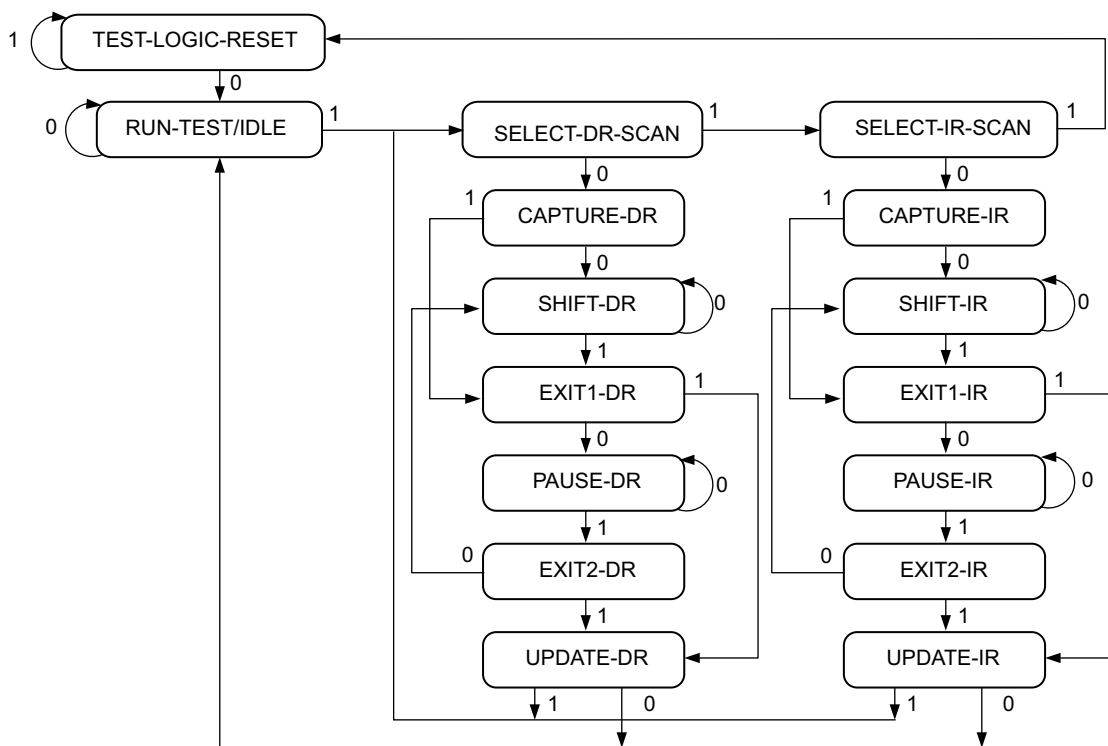 TEST-LOGIC-RESET
1
0
RUN-TEST/IDLE
0
1
SELECT-DR-SCAN
1
SELECT-IR-SCAN
1
0
0
1
CAPTURE-DR
1
CAPTURE-IR
0
0
SHIFT-DR
0
SHIFT-IR
0
1
1
EXIT1-DR
1
EXIT1-IR
1
0
0
PAUSE-DR
0
PAUSE-IR
0
1
1
0
EXIT2-DR
0
EXIT2-IR
1
1
UPDATE-DR
UPDATE-IR
1
0
1
0